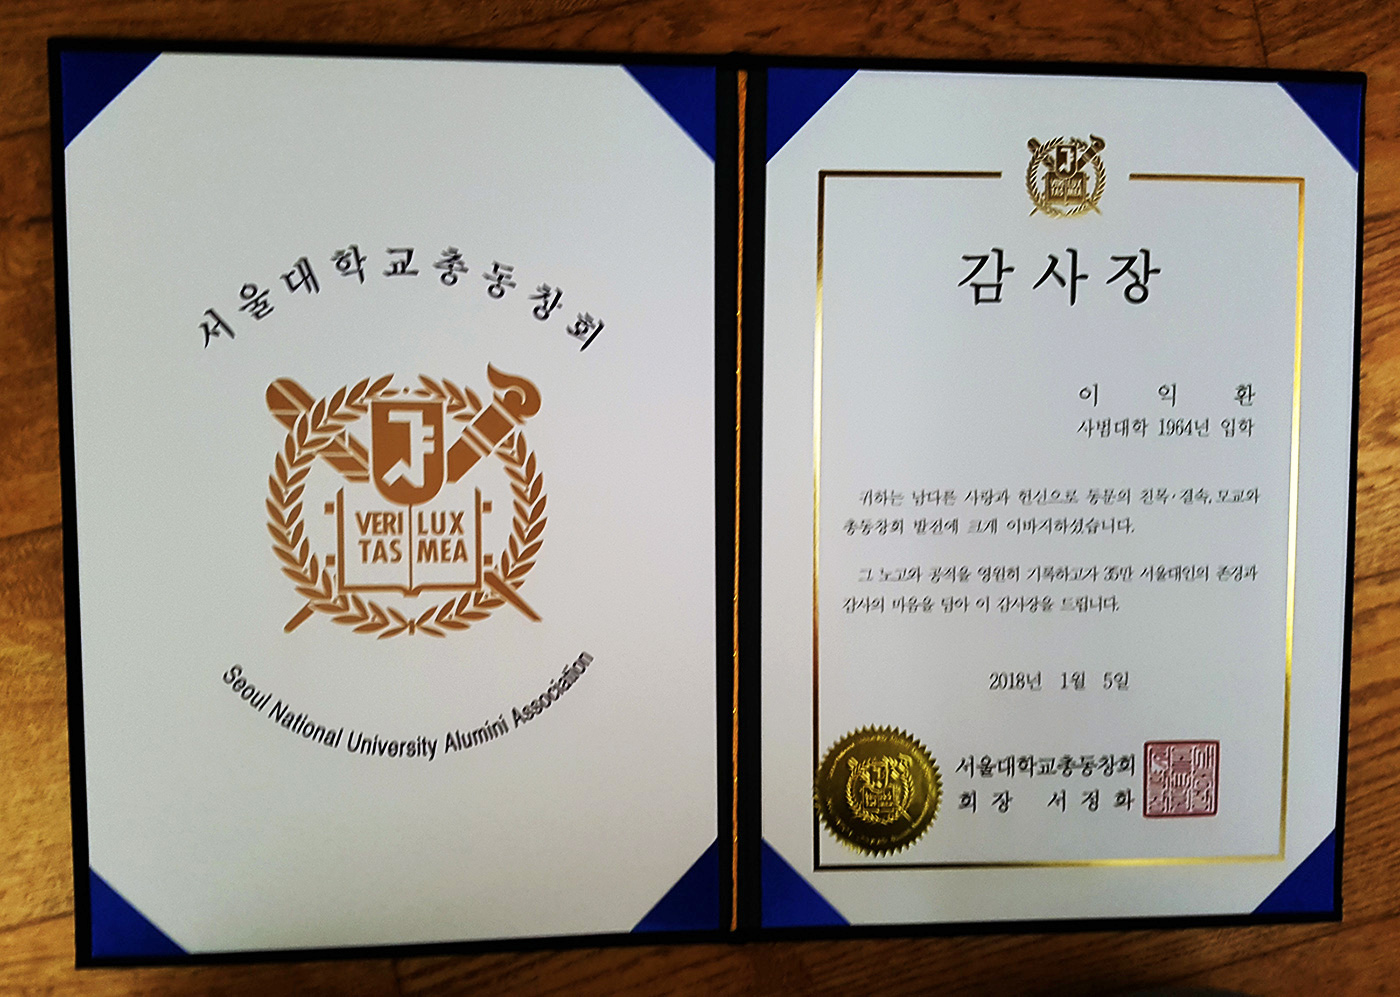 서울대학교총동창회
VERI LUX
TAS MEA
Seoul National University Alumini Association
VERI LUX
TAS MEA
감사장
이 익 환
사범대학 1964년 입학
귀하는 남다른 사랑과 헌신으로 동문의 친목·결속, 모교와
총동창회 발전에 크게 이바지하셨습니다.
그 노고와 공적을 영원히 기록하고자 35만 서울대인의 존경과
감사의 마음을 담아 이 감사장을 드립니다.
2018년 1월 5일
서울대학교총동창회
회 장 서 정 화